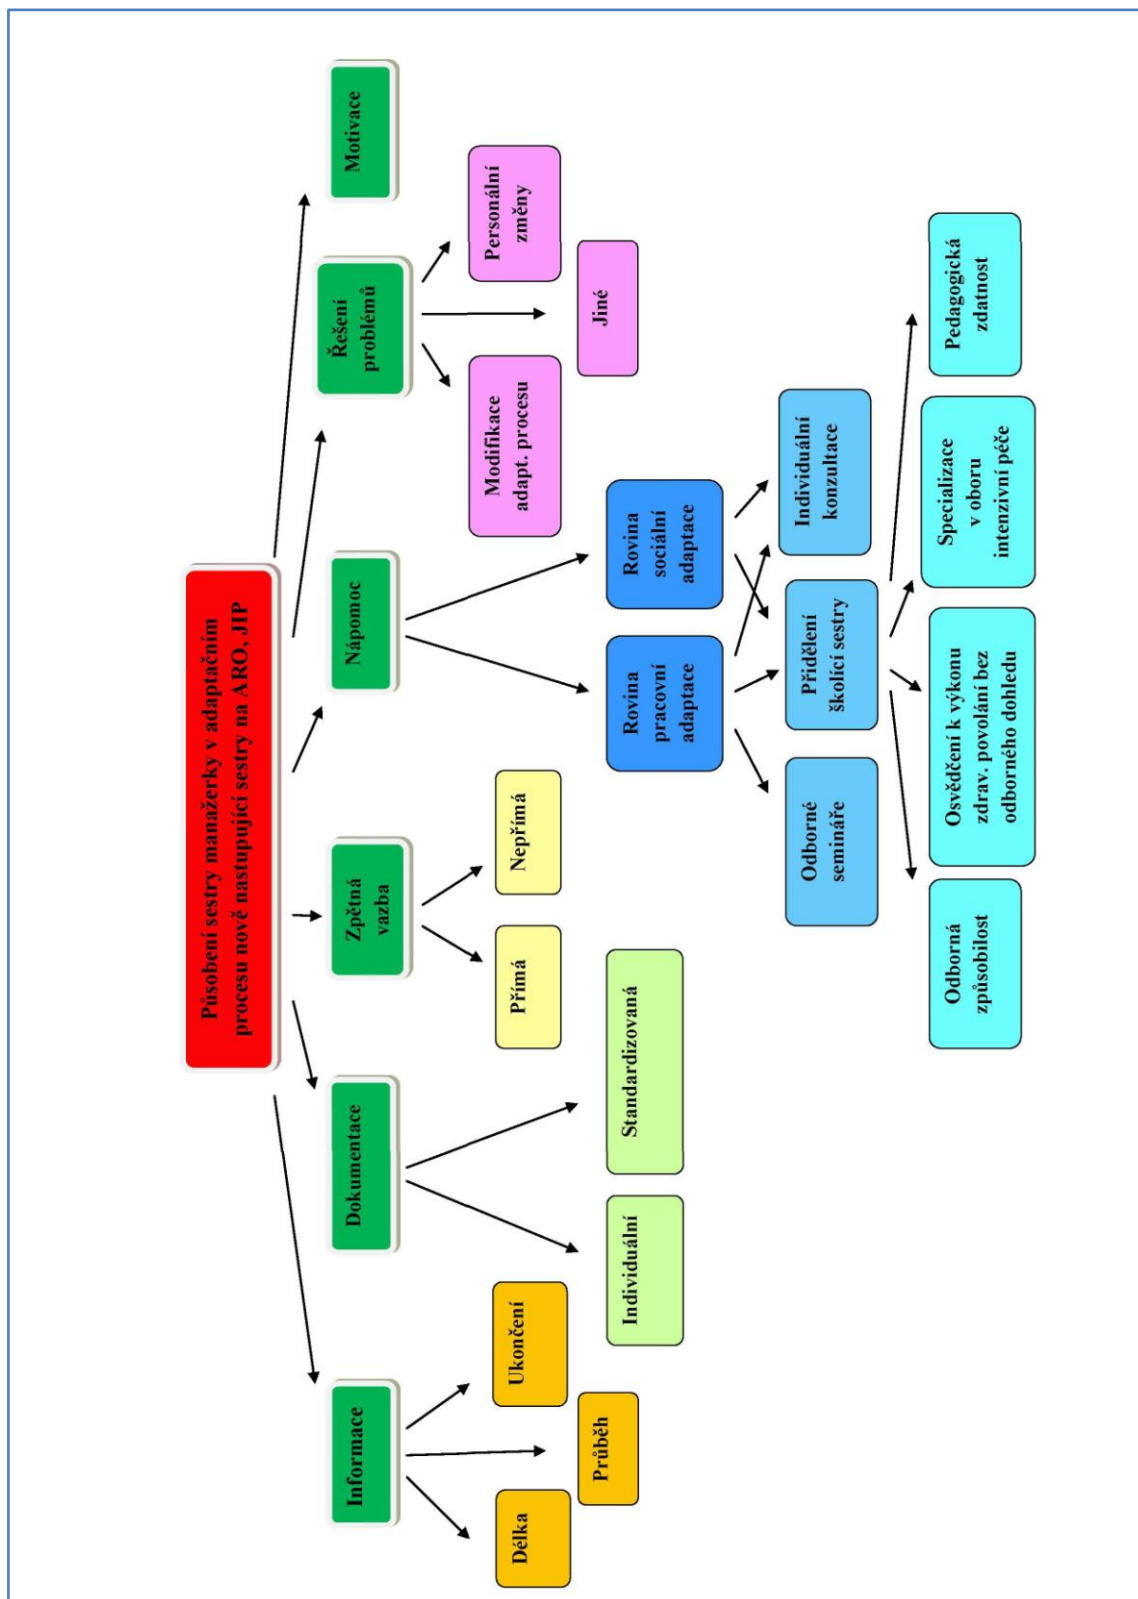 Působení sestry manažerky v adaptačním
procesu nově nastupující sestry na ARO, JIP
Informace
Dokumentace
Zpětná
vazba
Nápomoc
Řešení
problémů
Motivace
Délka
Průběh
Ukončení
Individuální
Standardizovaná
Přímá
Nepřímá
Modifikace
adapt. procesu
Jiné
Personální
změny
Rovina
pracovní
adaptace
Rovina
sociální
adaptace
Odborné
semináře
Přidělení
školící sestry
Individuální
konzultace
Odborná
způsobilost
Osvědčení k výkonu
zdrav. povolání bez
odborného dohledu
Specializace
v oboru
intenzivní péče
Pedagogická
zdatnost